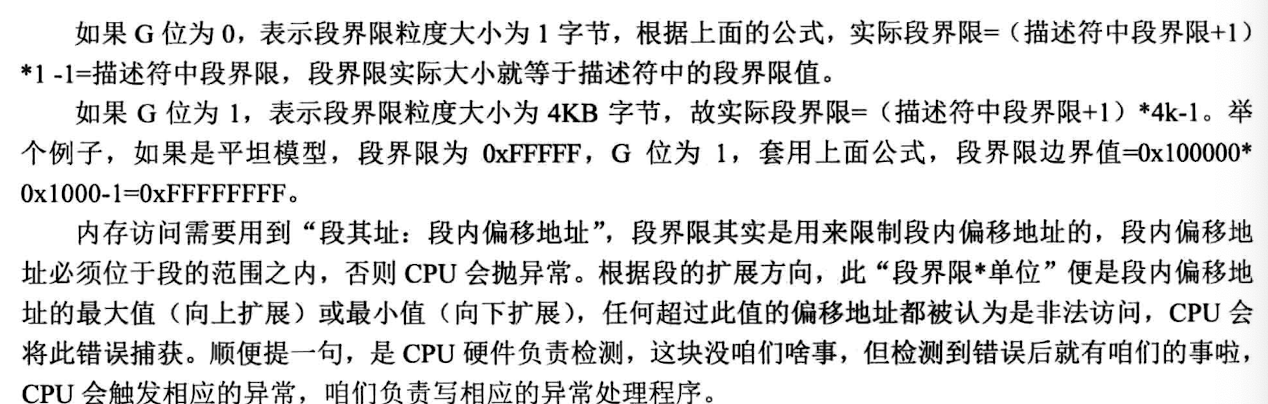 如果 G 位为 0，表示段界限粒度大小为 1 字节，根据上面的公式，实际段界限=（描述符中段界限+1）
*1 -1=描述符中段界限，段界限实际大小就等于描述符中的段界限值。
如果 G 位为 1，表示段界限粒度大小为 4KB 字节，故实际段界限=（描述符中段界限+1）*4k-1。举
个例子，如果是平坦模型，段界限为 0xFFFFF，G 位为 1，套用上面公式，段界限边界值=0x100000*
0x1000-1=0xFFFFFFFF。
内存访问需要用到“段其址：段内偏移地址”，段界限其实是用来限制段内偏移地址的，段内偏移地
址必须位于段的范围之内，否则 CPU 会抛异常。根据段的扩展方向，此“段界限*单位”便是段内偏移地
址的最大值（向上扩展）或最小值（向下扩展），任何超过此值的偏移地址都被认为是非法访问，CPU 会
将此错误捕获。顺便提一句，是 CPU 硬件负责检测，这块没咱们啥事，但检测到错误后就有咱们的事啦，
CPU 会触发相应的异常，咱们负责写相应的异常处理程序。